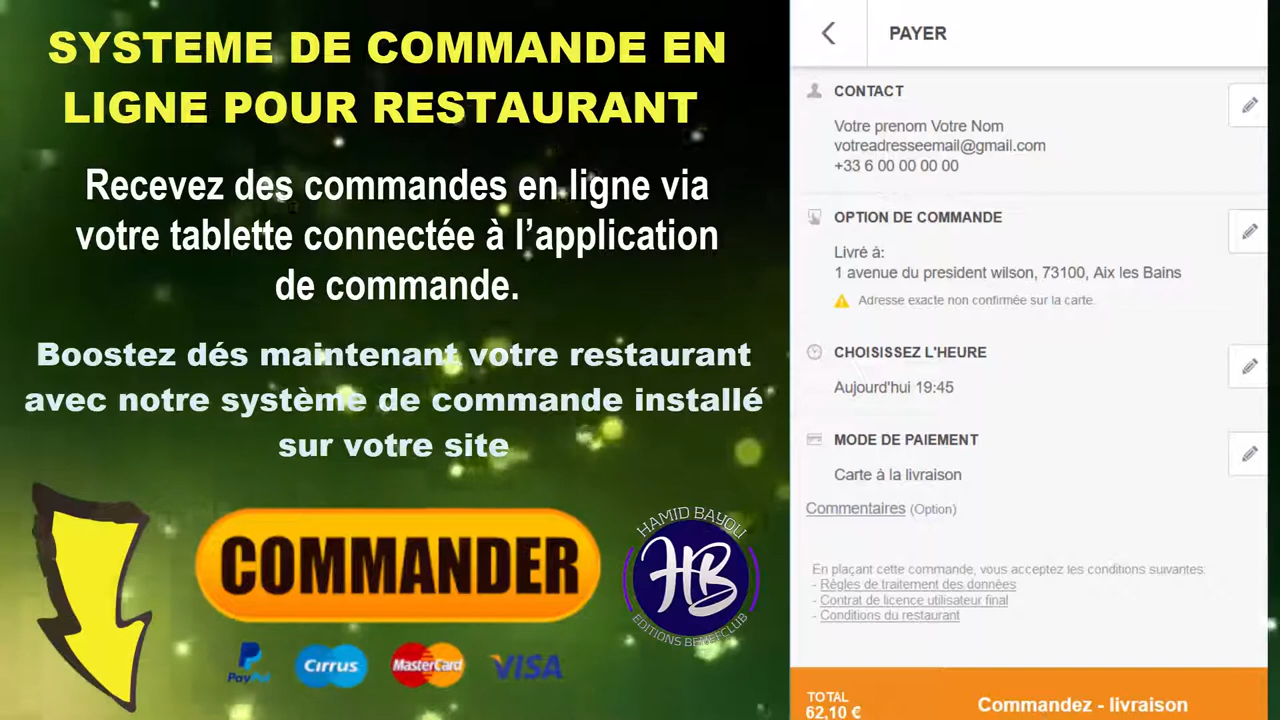 SYSTEME DE COMMANDE EN
LIGNE POUR RESTAURANT
Recevez des commandes en ligne via
votre tablette connectée à l’application
de commande.
Boostez dés maintenant votre restaurant
avec notre système de commande installé
sur votre site
COMMANDER
HAMID BAYOU
HB
EDITIONS BENEFCLUB
PayPal
Cirrus
MasterCard
VISA
PAYER
CONTACT
Votre prenom Votre Nom
votreadresseemail@gmail.com
+33 6 00 00 00 00
OPTION DE COMMANDE
Livré à:
1 avenue du president wilson, 73100, Aix les Bains
Adresse exacte non confirmée sur la carte.
CHOISISSEZ L'HEURE
Aujourd'hui 19:45
MODE DE PAIEMENT
Carte à la livraison
Commentaires (Option)
En plaçant cette commande, vous acceptez les conditions suivantes:
- Règles de traitement des données
- Contrat de licence utilisateur final
- Conditions du restaurant
TOTAL
62,10 €
Commandez - livraison